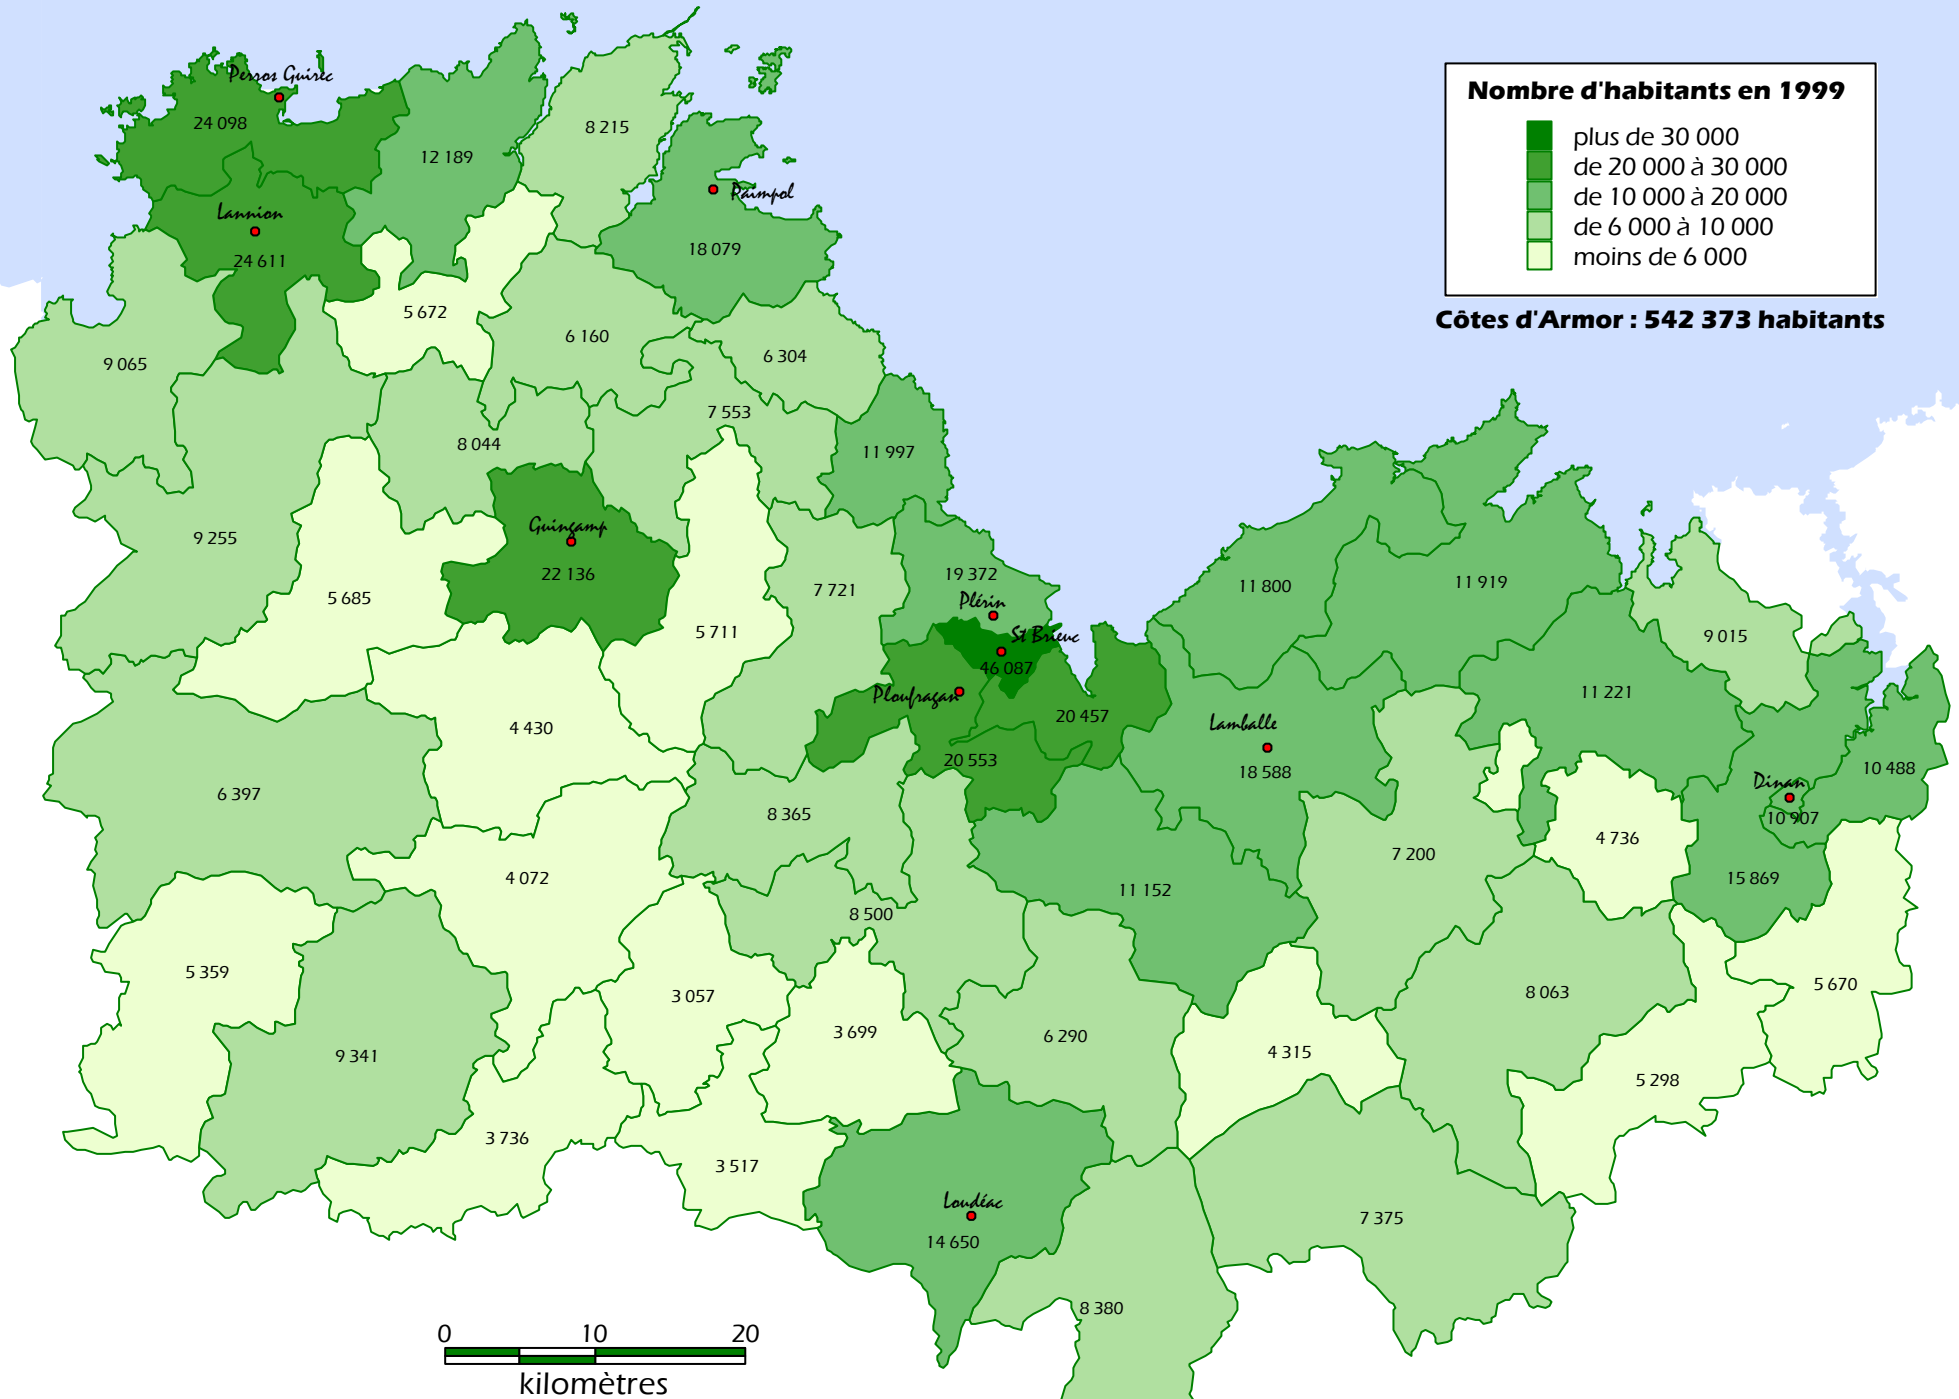 Nombre d'habitants en 1999
plus de 30 000
de 20 000 à 30 000
de 10 000 à 20 000
de 6 000 à 10 000
moins de 6 000
Côtes d'Armor : 542 373 habitants
Perros Guirec
24 098
12 189
8 215
Paimpol
Lannion
24 611
18 079
5 672
6 160
6 304
9 065
7 553
8 044
11 997
9 255
Guingamp
22 136
5 685
5 711
7 721
19 372
Plérin
St Brieuc
46 087
Ploufragan
20 457
20 553
11 800
11 919
9 015
11 221
Lamballe
18 588
10 488
Dinan
10 907
15 869
4 430
6 397
8 365
4 736
7 200
4 072
11 152
8 500
5 359
3 057
8 063
5 670
3 699
6 290
4 315
9 341
5 298
3 736
3 517
Loudéac
14 650
7 375
8 380
0 10 20
kilomètres